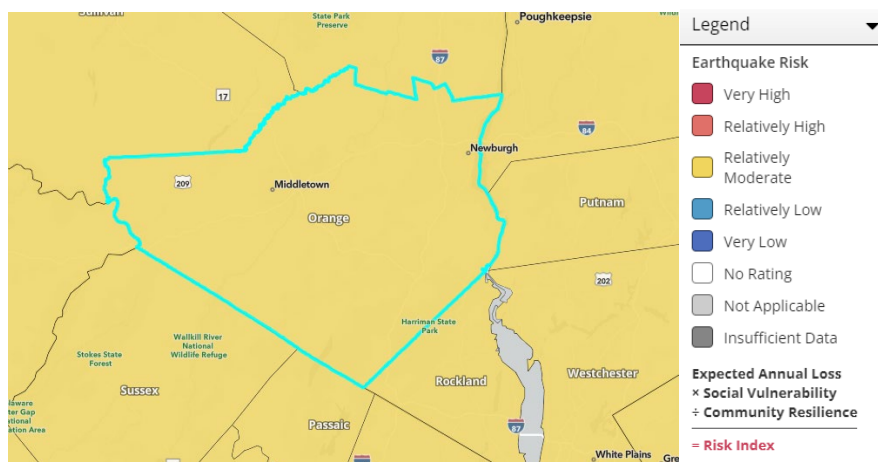 Sullivan
State Park
Preserve
Poughkeepsie
87
17
84
Newburgh
209
Middletown
Putnam
Orange
202
Harriman State
Park
Wallkill River
National
Wildlife Refuge
Stokes State
Forest
Westchester
Rockland
Sussex
Passaic
87
White Plains
Legend
Earthquake Risk
Very High
Relatively High
Relatively
Moderate
Relatively Low
Very Low
No Rating
Not Applicable
Insufficient Data
Expected Annual Loss
× Social Vulnerability
÷ Community Resilience
= Risk Index